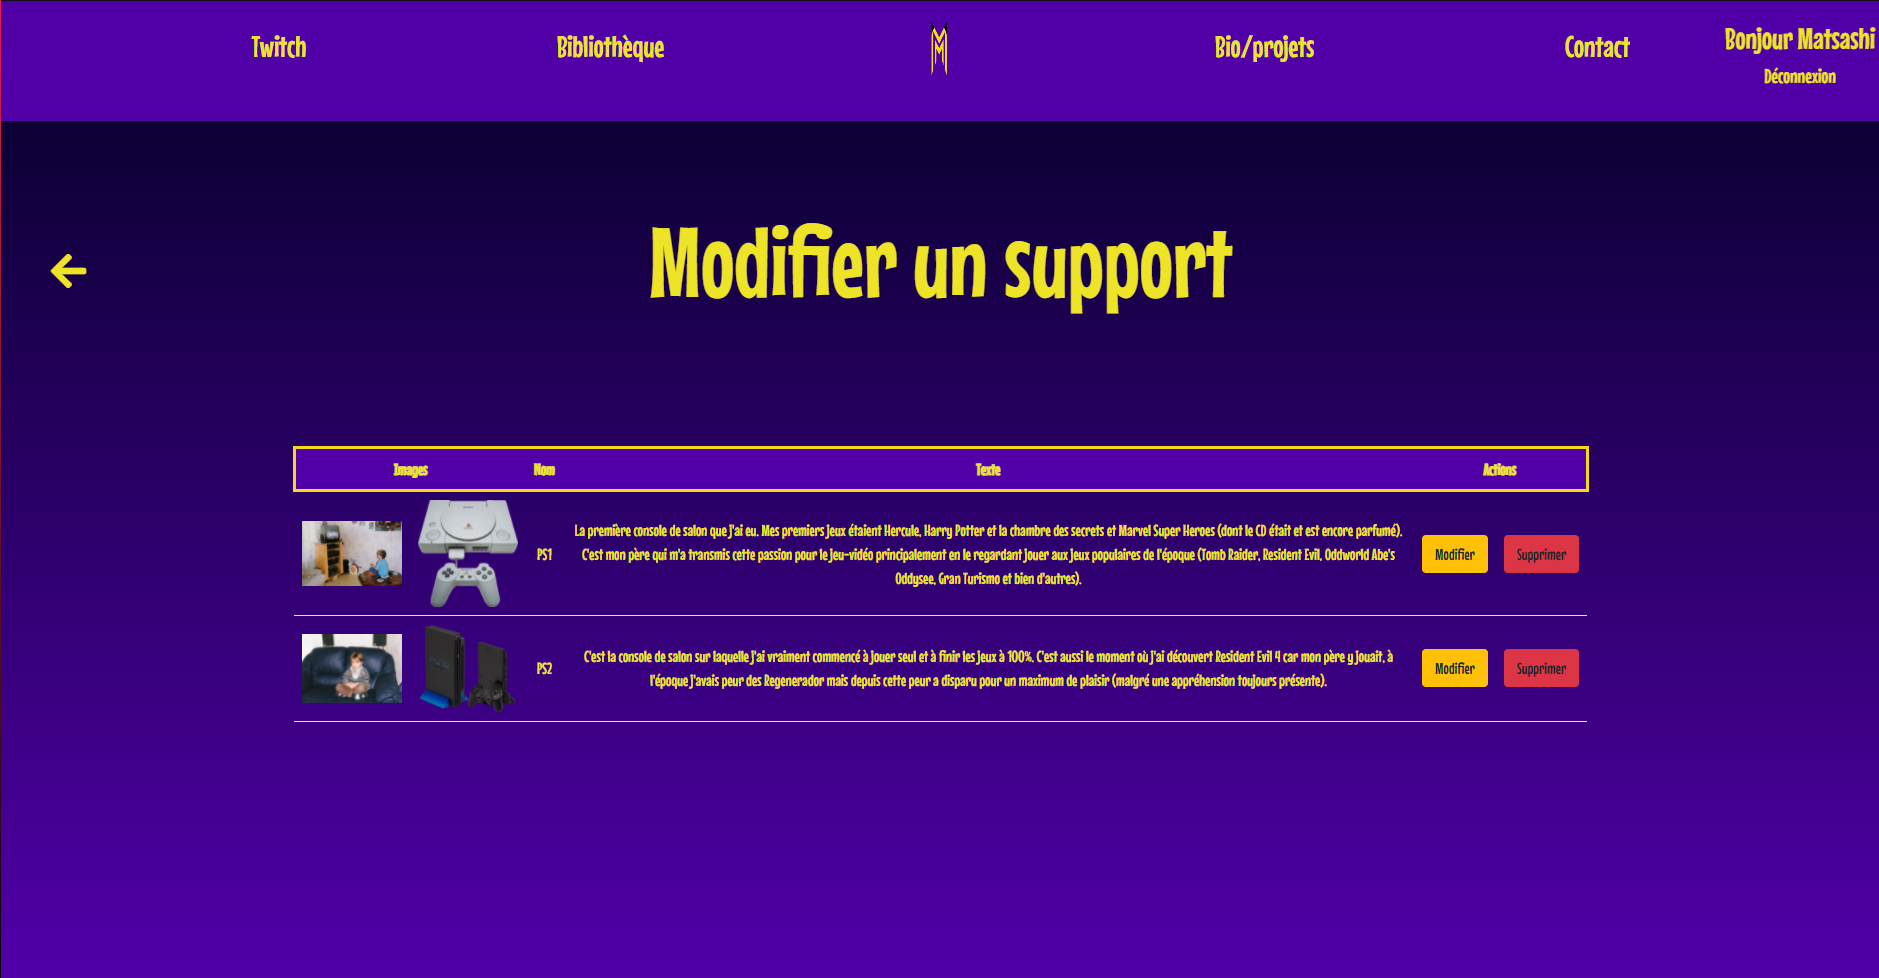 Twitch
Bibliothèque
Bio/projets
Contact
Bonjour Matsashi
Déconnexion
Modifier un support
Images Nom Texte Actions
La première console de salon que j'ai eu. Mes premiers jeux étaient Hercule, Harry Potter et la chambre des secrets et Marvel Super Heroes (dont le CD était et est encore parfumé).
PS1 C'est mon père qui m'a transmis cette passion pour le jeu-vidéo principalement en le regardant jouer aux jeux populaires de l'époque (Tomb Raider, Resident Evil, Oddworld Abe's
Oddysee, Gran Turismo et bien d'autres).
Modifier Supprimer
PS2 C'est la console de salon sur laquelle j'ai vraiment commencé à jouer seul et à finir les jeux à 100%. C'est aussi le moment où j'ai découvert Resident Evil 4 car mon père y jouait, à
l'époque j'avais peur des Regenerador mais depuis cette peur a disparu pour un maximum de plaisir (malgré une appréhension toujours présente).
Modifier Supprimer